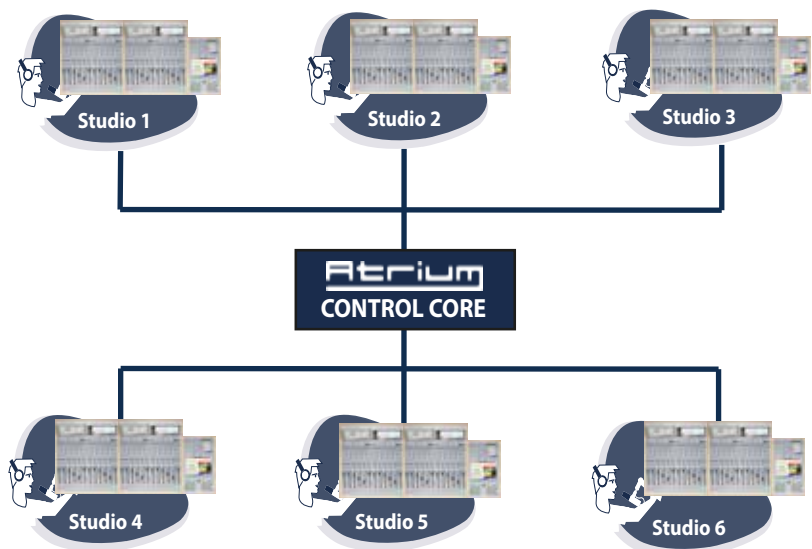 Studio 1
Studio 2
Studio 3
Atrium
CONTROL CORE
Studio 4
Studio 5
Studio 6